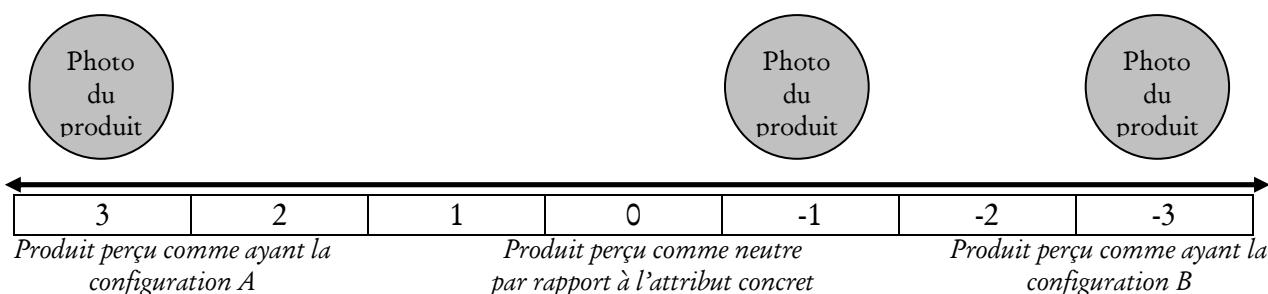 Photo
du
produit
Photo
du
produit
Photo
du
produit
3 2 1 0 -1 -2 -3
Produit perçu comme ayant la
configuration A
Produit perçu comme neutre
par rapport à l'attribut concret
Produit perçu comme ayant la
configuration B